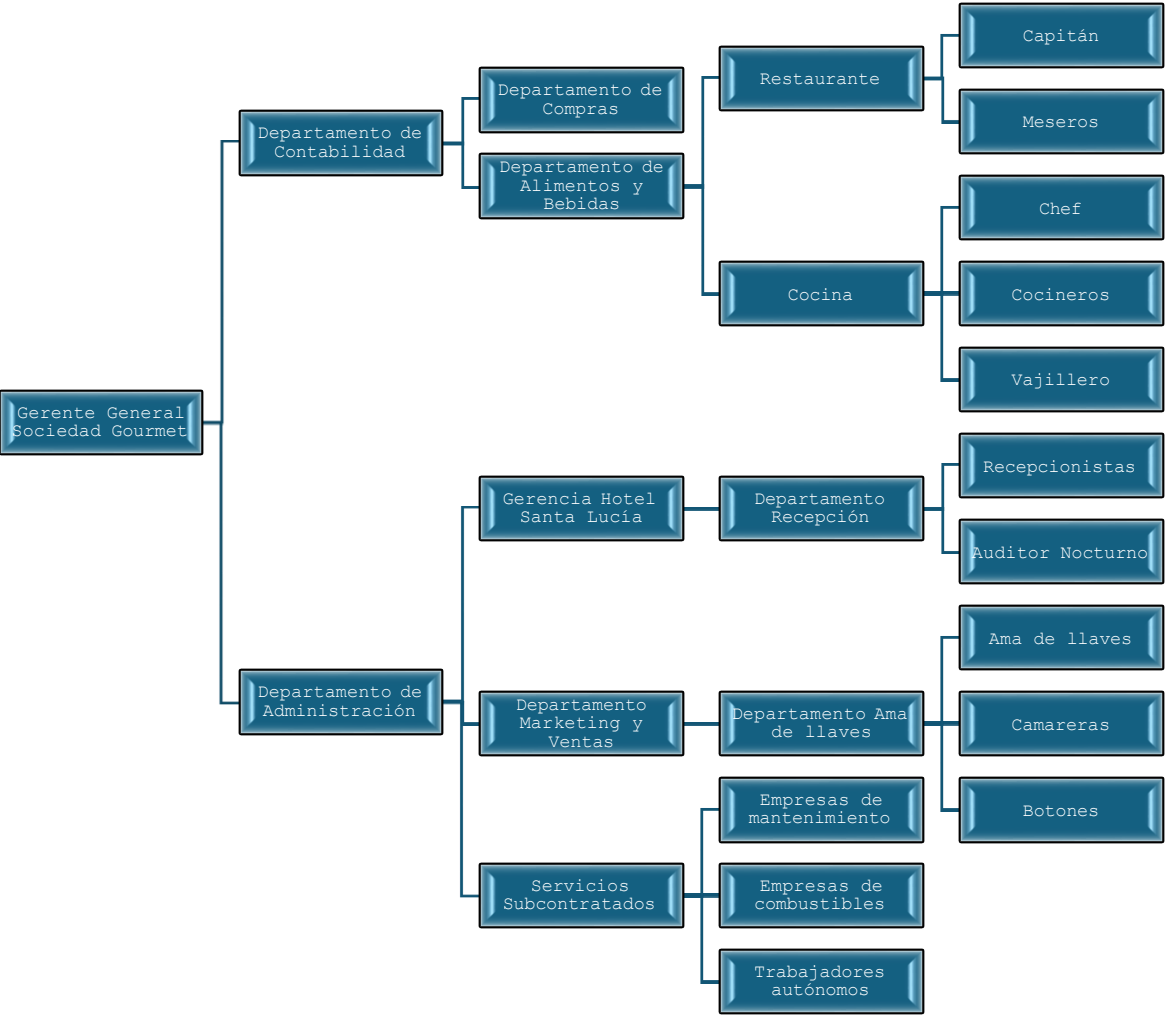 Gerente General
Sociedad Gourmet
Departamento de
Contabilidad
Departamento de
Compras
Departamento de
Alimentos y
Bebidas
Restaurante
Capitán
Meseros
Cocina
Chef
Cocineros
Vajillero
Departamento de
Administración
Gerencia Hotel
Santa Lucía
Departamento
Recepción
Recepcionistas
Auditor Nocturno
Departamento
Marketing y
Ventas
Departamento Ama
de llaves
Ama de llaves
Camareras
Botones
Servicios
Subcontratados
Empresas de
mantenimiento
Empresas de
combustibles
Trabajadores
autónomos